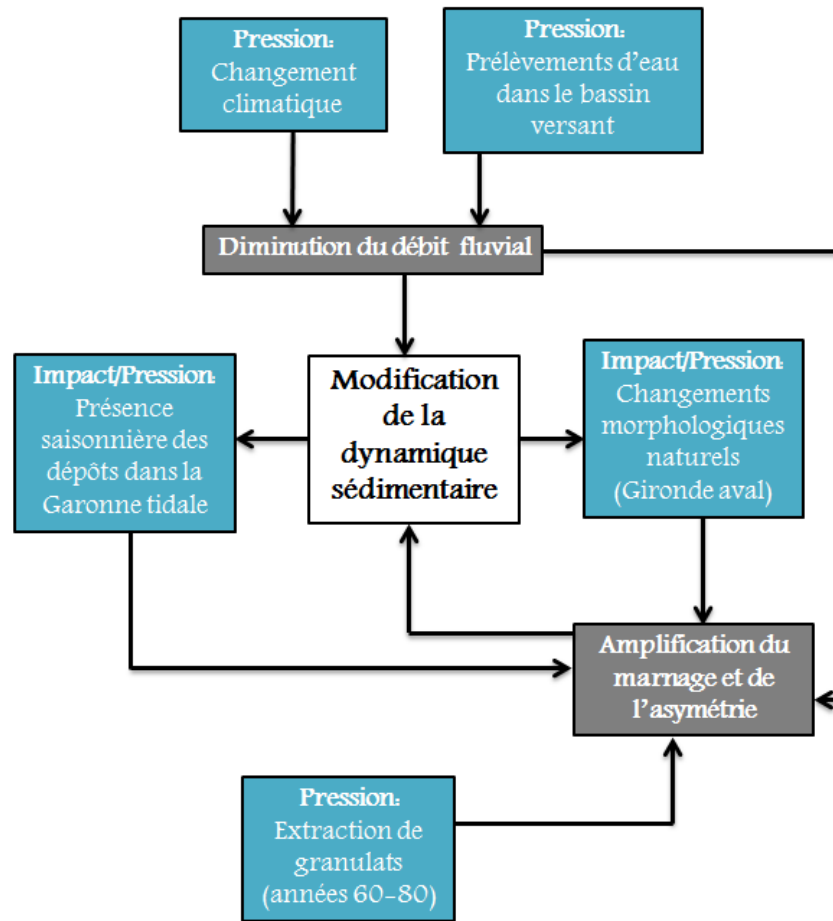 Pression:
Changement
climatique
Pression:
Prélèvements d'eau
dans le bassin
versant
Diminution du débit fluvial
Impact/Pression:
Présence
saisonnière des
dépôts dans la
Garonne tidale
Modification
de la
dynamique
sédimentaire
Impact/Pression:
Changements
morphologiques
naturels
(Gironde aval)
Amplification du
marnage et de
l'asymétrie
Pression:
Extraction de
granulats
(années 60-80)